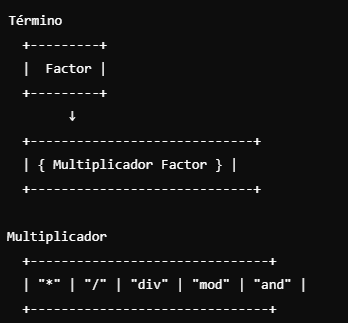 Término
+---------+
|  Factor |
+---------+
↓
+----------------------------+
| { Multiplicador Factor } |
+----------------------------+
Multiplicador
+------------------------------+
| "*" | "/" | "div" | "mod" | "and" |
+------------------------------+